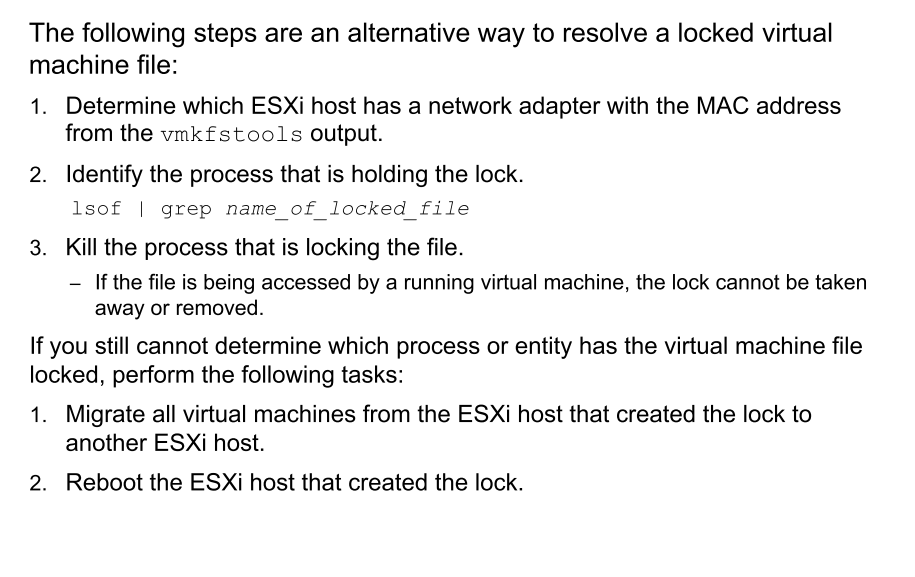 The following steps are an alternative way to resolve a locked virtual
machine file:
1. Determine which ESXi host has a network adapter with the MAC address
from the vmkfstools output.
2. Identify the process that is holding the lock.
lsof | grep name_of_locked_file
3. Kill the process that is locking the file.
– If the file is being accessed by a running virtual machine, the lock cannot be taken
away or removed.
If you still cannot determine which process or entity has the virtual machine file
locked, perform the following tasks:
1. Migrate all virtual machines from the ESXi host that created the lock to
another ESXi host.
2. Reboot the ESXi host that created the lock.